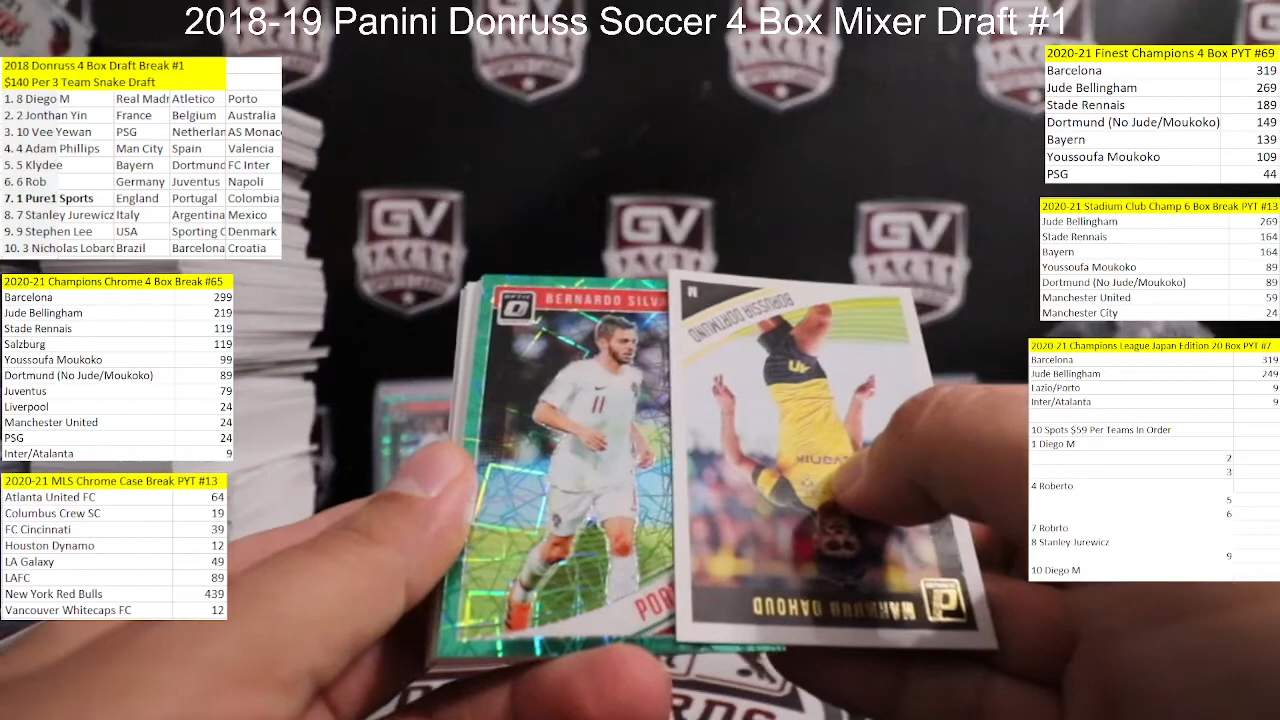 2018-19 Panini Donruss Soccer 4 Box Mixer Draft #1
2018 Donruss 4 Box Draft Break #1
$140 Per 3 Team Snake Draft
1. 8 Diego M Real Madr Atletico Porto
2. 2 Jonthan Yin France Belgium Australia
3. 10 Vee Yewan PSG Netherlan AS Monac
4. 4 Adam Phillips Man City Spain Valencia
5. 5 Klydee Bayern Dortmund FC Inter
6. 6 Rob Germany Juventus Napoli
7. 1 Pure1 Sports England Portugal Colombia
8. 7 Stanley Jurewicz Italy Argentina Mexico
9. 9 Stephen Lee USA Sporting C Denmark
10. 3 Nicholas Lobard Brazil Barcelona Croatia
2020-21 Champions Chrome 4 Box Break #65
Barcelona 299
Jude Bellingham 219
Stade Rennais 119
Salzburg 119
Youssoufa Moukoko 99
Dortmund (No Jude/Moukoko) 89
Juventus 79
Liverpool 24
Manchester United 24
PSG 24
Inter/Atalanta 9
2020-21 MLS Chrome Case Break PYT #13
Atlanta United FC 64
Columbus Crew SC 19
FC Cincinnati 39
Houston Dynamo 12
LA Galaxy 49
LAFC 89
New York Red Bulls 439
Vancouver Whitecaps FC 12
2020-21 Finest Champions 4 Box PYT #69
Barcelona 319
Jude Bellingham 269
Stade Rennais 189
Dortmund (No Jude/Moukoko) 149
Bayern 139
Youssoufa Moukoko 109
PSG 44
2020-21 Stadium Club Champ 6 Box Break PYT #13
Jude Bellingham 269
Stade Rennais 164
Bayern 164
Youssoufa Moukoko 89
Dortmund (No Jude/Moukoko) 89
Manchester United 59
Manchester City 24
2020-21 Champions League Japan Edition 20 Box PYT #7
Barcelona 319
Jude Bellingham 249
Lazio/Porto 9
Inter/Atalanta 9
10 Spots $59 Per Teams In Order
1 Diego M
2
3
4 Roberto
5
6
7 Robrto
8 Stanley Jurewicz
9
10 Diego M
GV
GV
GV
OPTIC
BERNARDO SILVA
11
POR
M
BORUSSIA DORTMUND
MAHMOUD DAHOUD
DONRUSS